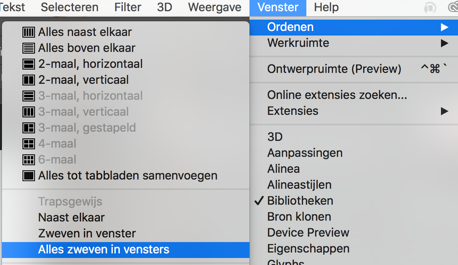 Tekst Selecteren Filter 3D Weergave Venster Help
Alles naast elkaar
Alles boven elkaar
2-maal, horizontaal
2-maal, verticaal
3-maal, horizontaal
3-maal, verticaal
3-maal, gestapeld
4-maal
6-maal
Alles tot tabbladen samenvoegen
Trapsgewijs
Naast elkaar
Zweven in venster
Alles zweven in vensters
Ordenen
Werkruimte
Ontwerpruimte (Preview) ⌃⌘`
Online extensies zoeken...
Extensies
3D
Aanpassingen
Alinea
Alineastijlen
Bibliotheken
Bron klonen
Device Preview
Eigenschappen
Glyphs